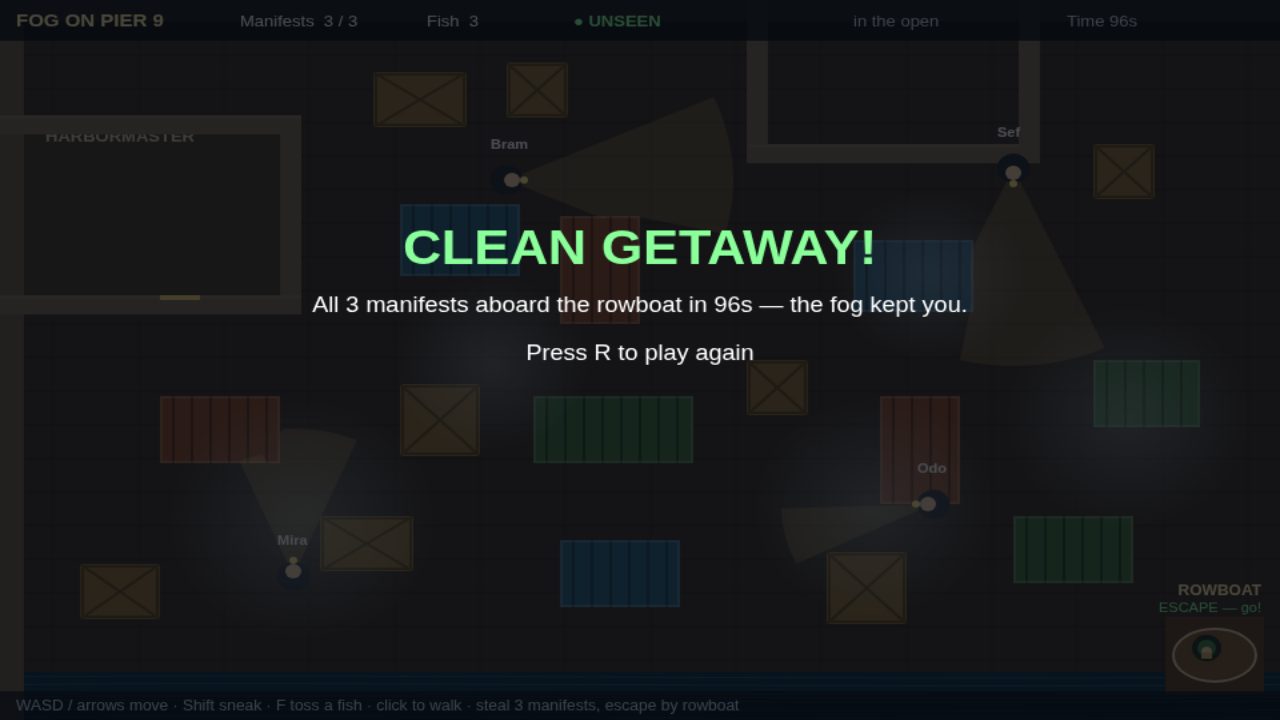 FOG ON PIER 9 Manifests 3 / 3 Fish 3 ● UNSEEN in the open Time 96s
HARBORMASTER
Sef
Bram
CLEAN GETAWAY!
All 3 manifests aboard the rowboat in 96s — the fog kept you.
Press R to play again
Odo
Mira
ROWBOAT
ESCAPE — go!
WASD / arrows move · Shift sneak · F toss a fish · click to walk · steal 3 manifests, escape by rowboat